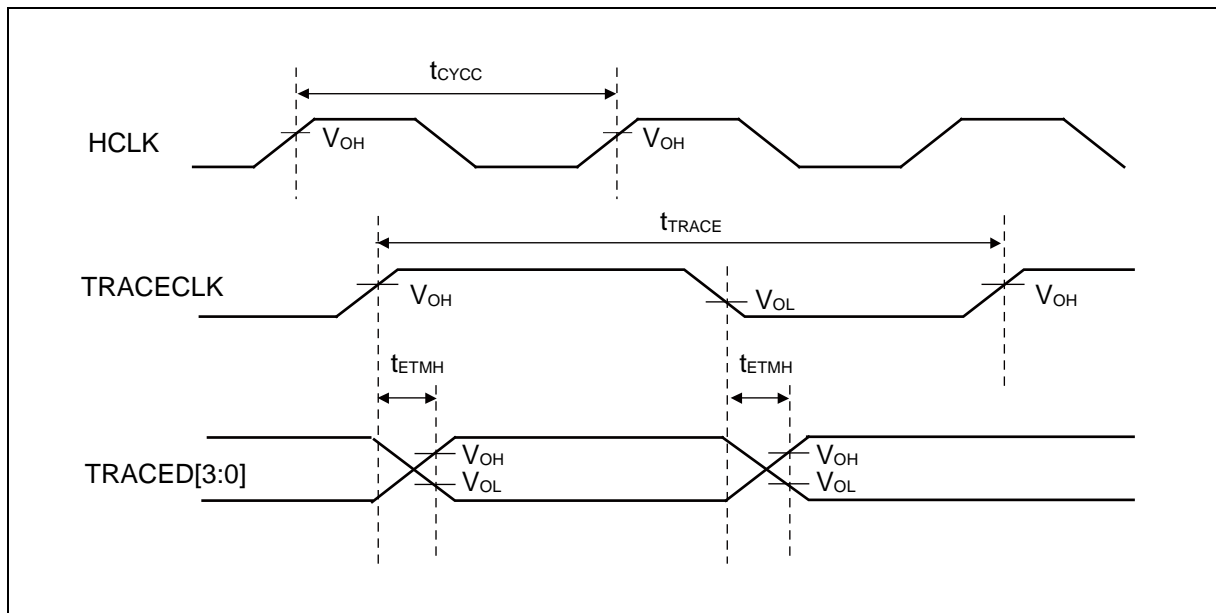 tCYCC
HCLK
VOH
VOH
tTRACE
TRACECLK
VOH
VOL
VOH
tETMH
tETMH
TRACED[3:0]
VOH
VOH
VOL
VOL